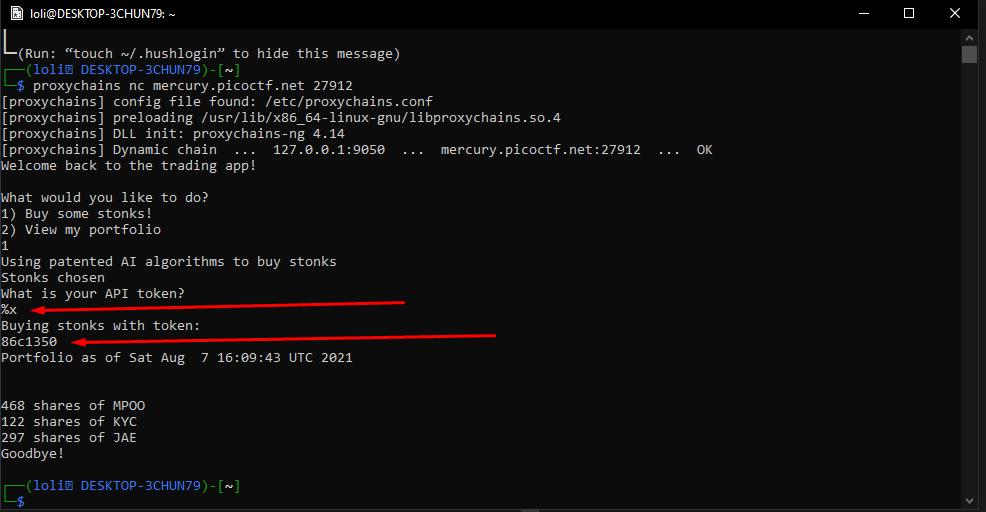 loli@DESKTOP-3CHUN79: ~
(Run: “touch ~/.hushlogin” to hide this message)
(loli DESKTOP-3CHUN79)-[~]
$ proxychains nc mercury.picoctf.net 27912
[proxychains] config file found: /etc/proxychains.conf
[proxychains] preloading /usr/lib/x86_64-linux-gnu/libproxychains.so.4
[proxychains] DLL init: proxychains-ng 4.14
[proxychains] Dynamic chain  ...  127.0.0.1:9050  ...  mercury.picoctf.net:27912  ...  OK
Welcome back to the trading app!
What would you like to do?
1) Buy some stonks!
2) View my portfolio
1
Using patented AI algorithms to buy stonks
Stonks chosen
What is your API token?
%x
Buying stonks with token:
86c1350
Portfolio as of Sat Aug  7 16:09:43 UTC 2021
468 shares of MPOO
122 shares of KYC
297 shares of JAE
Goodbye!
(loli DESKTOP-3CHUN79)-[~]
$